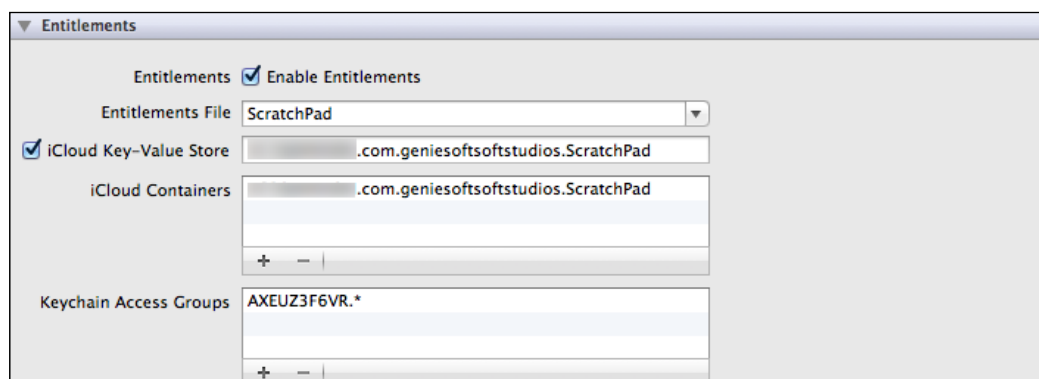 Entitlements
Entitlements Enable Entitlements
Entitlements File ScratchPad
iCloud Key-Value Store .com.geniesoftsoftstudios.ScratchPad
iCloud Containers .com.geniesoftsoftstudios.ScratchPad
+ −
Keychain Access Groups AXEUZ3F6VR.*
+ −